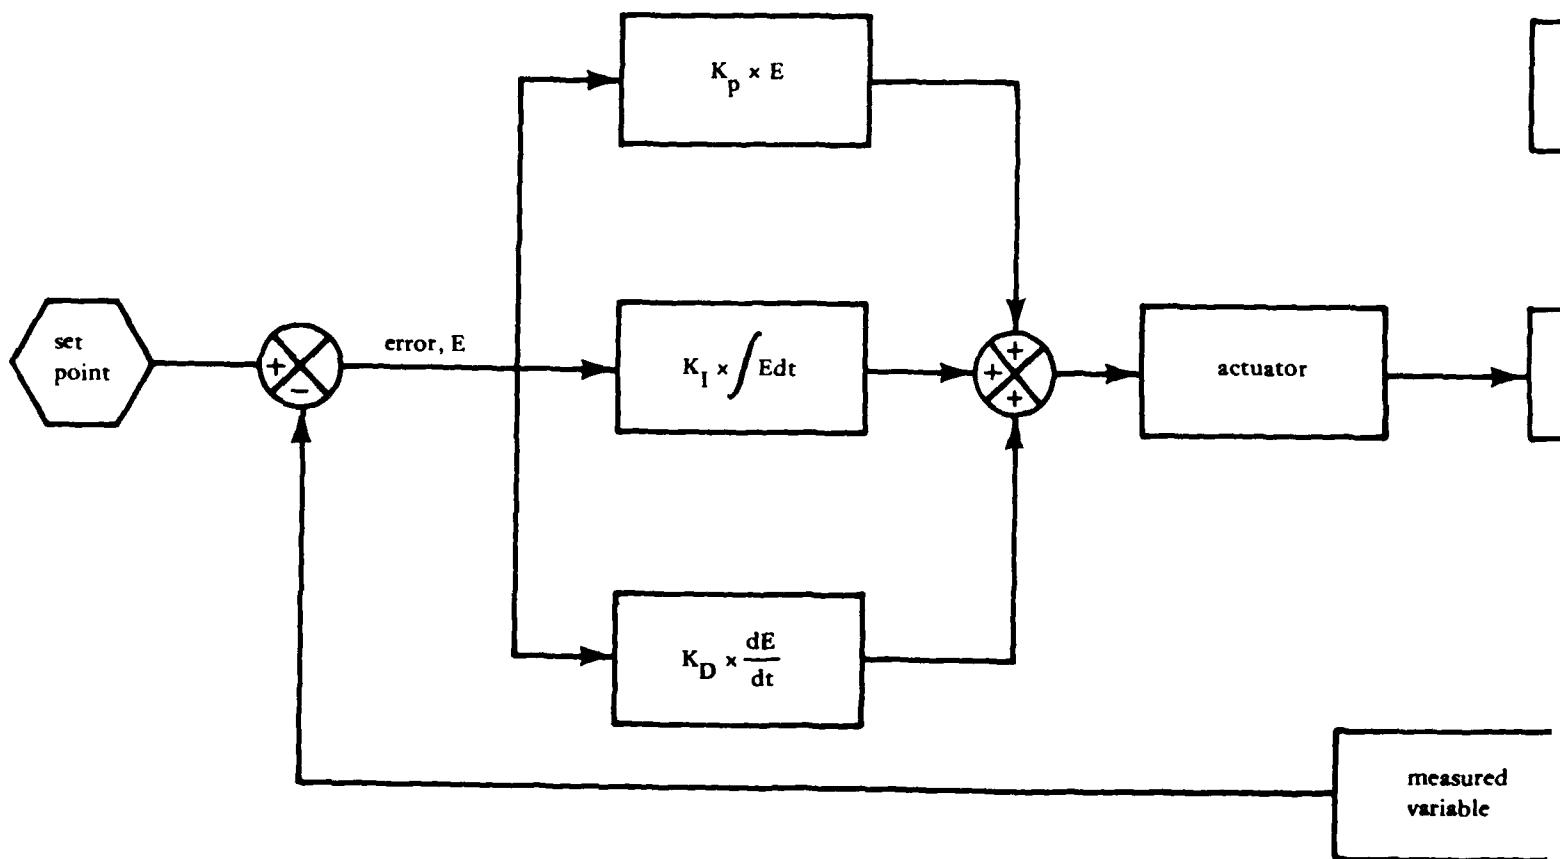 K_p × E
set
point
+
−
error, E
K_I × ∫ Edt
+
+
+
actuator
K_D × dE
dt
measured
variable